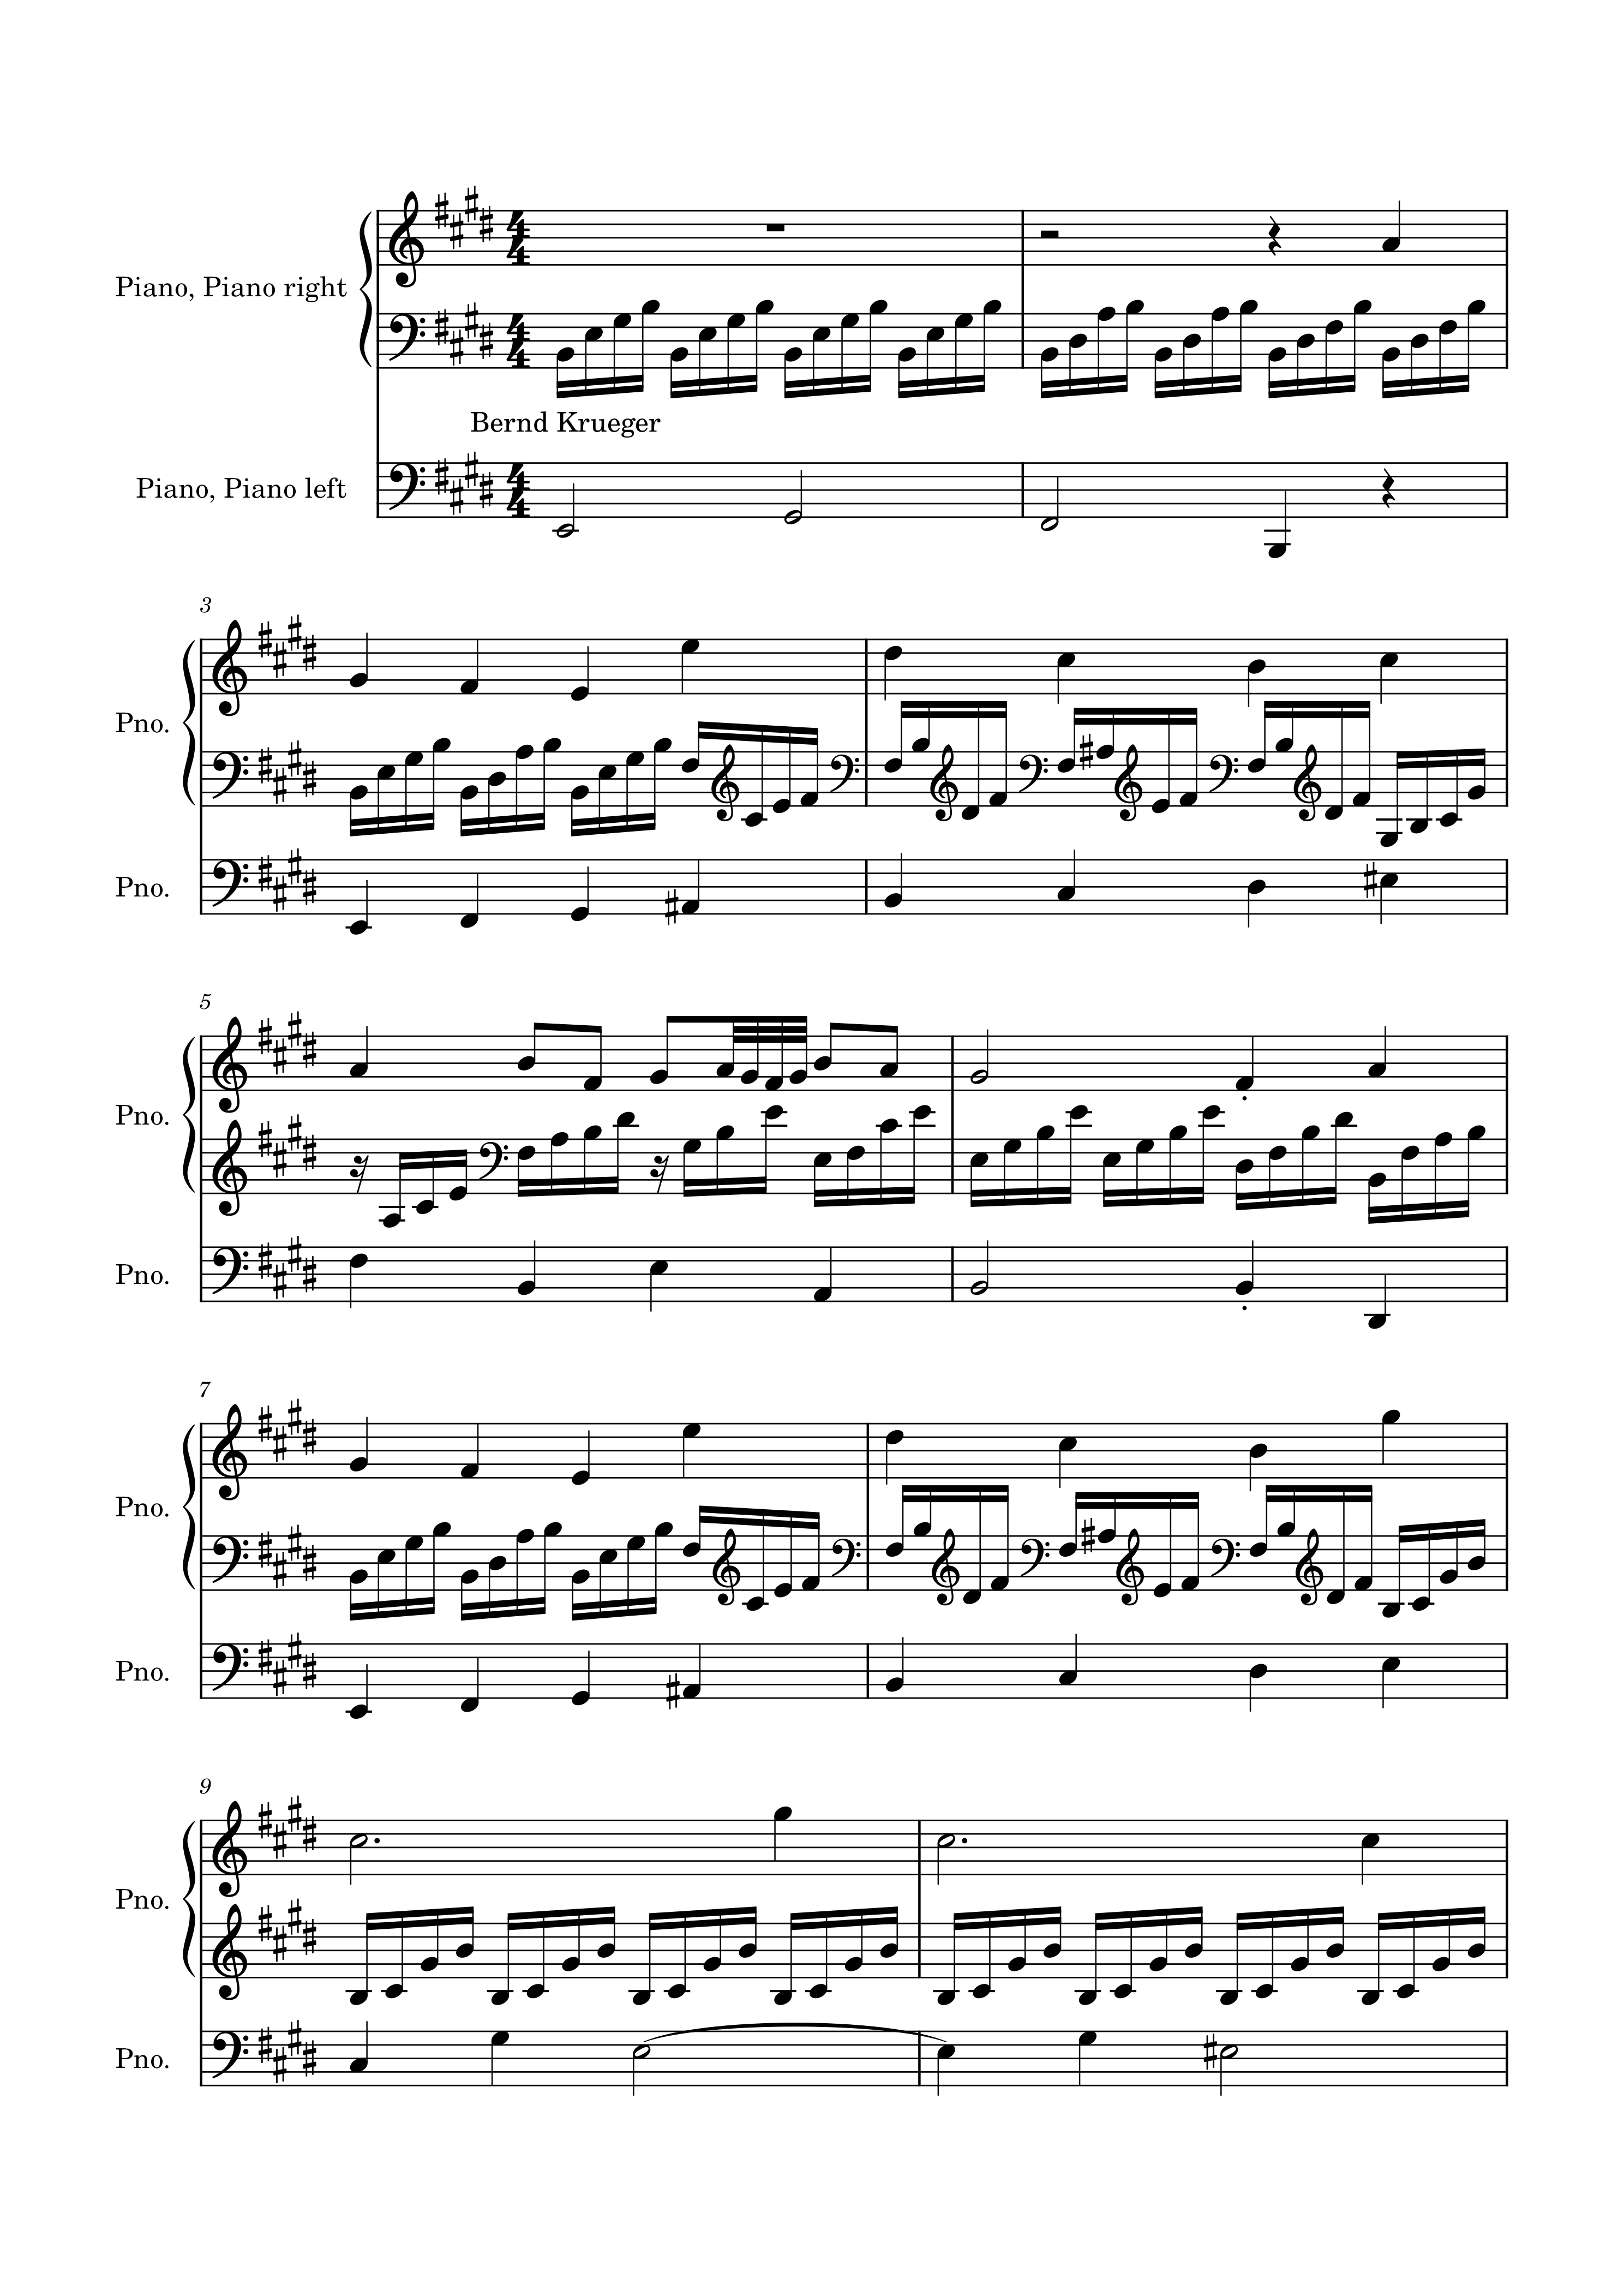 Piano, Piano right
Bernd Krueger
Piano, Piano left
3
Pno.
Pno.
5
Pno.
Pno.
7
Pno.
Pno.
9
Pno.
Pno.